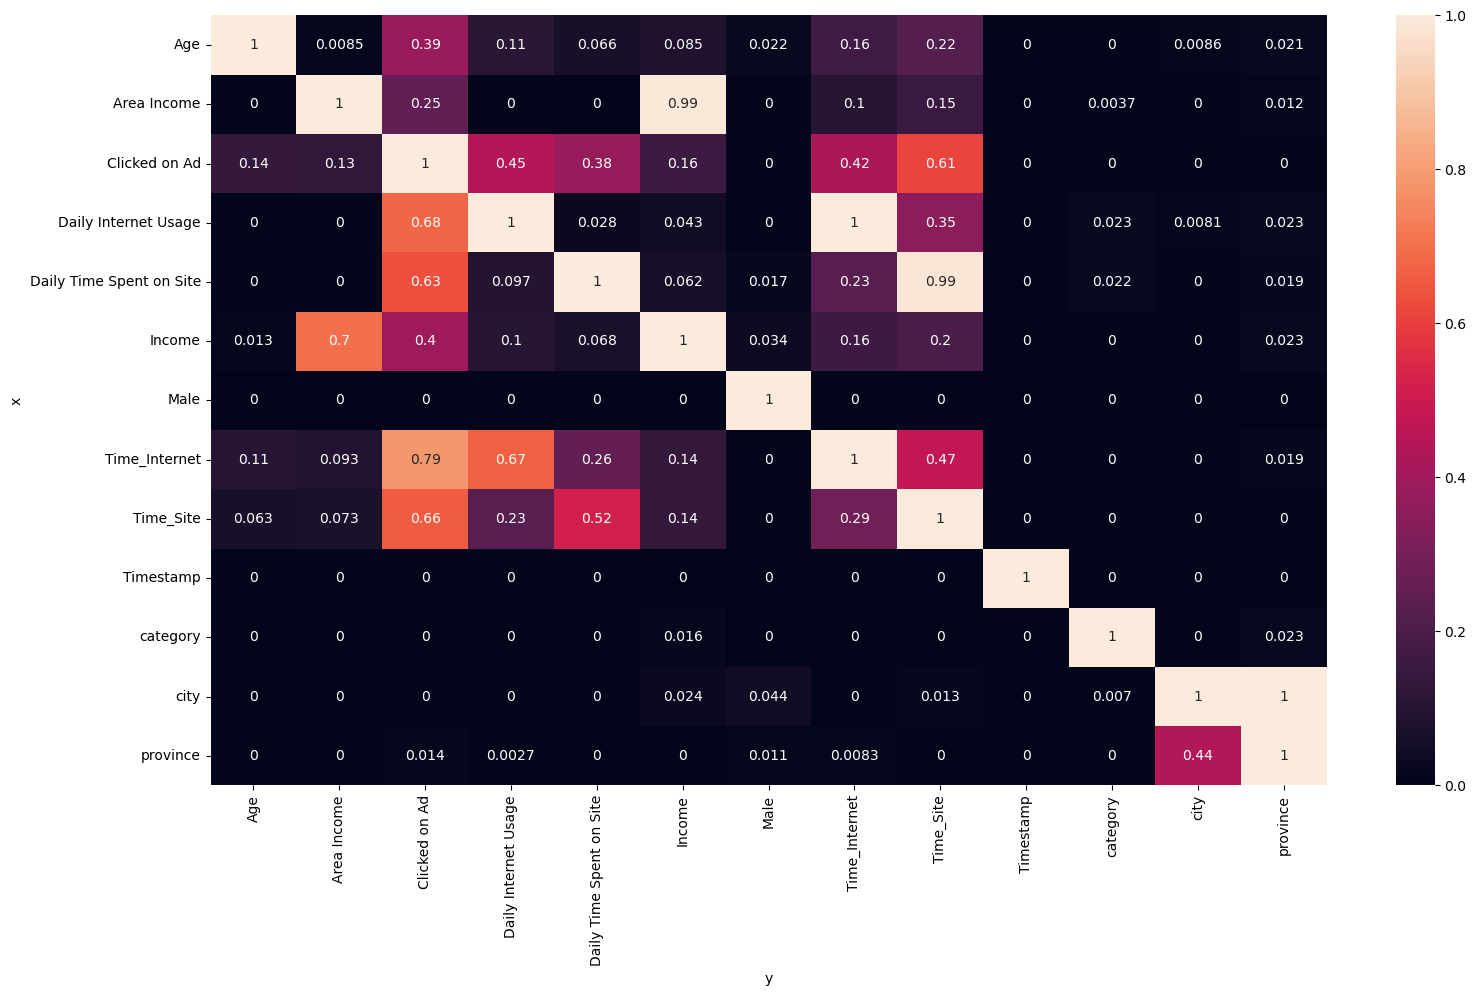 Age 1 0.0085 0.39 0.11 0.066 0.085 0.022 0.16 0.22 0 0 0.0086 0.021
Area Income 0 1 0.25 0 0 0.99 0 0.1 0.15 0 0.0037 0 0.012
Clicked on Ad 0.14 0.13 1 0.45 0.38 0.16 0 0.42 0.61 0 0 0 0
Daily Internet Usage 0 0 0.68 1 0.028 0.043 0 1 0.35 0 0.023 0.0081 0.023
Daily Time Spent on Site 0 0 0.63 0.097 1 0.062 0.017 0.23 0.99 0 0.022 0 0.019
Income 0.013 0.7 0.4 0.1 0.068 1 0.034 0.16 0.2 0 0 0 0.023
Male 0 0 0 0 0 0 1 0 0 0 0 0 0
Time_Internet 0.11 0.093 0.79 0.67 0.26 0.14 0 1 0.47 0 0 0 0.019
Time_Site 0.063 0.073 0.66 0.23 0.52 0.14 0 0.29 1 0 0 0 0
Timestamp 0 0 0 0 0 0 0 0 0 1 0 0 0
category 0 0 0 0 0 0.016 0 0 0 0 1 0 0.023
city 0 0 0 0 0 0.024 0.044 0 0.013 0 0.007 1 1
province 0 0 0.014 0.0027 0 0 0.011 0.0083 0 0 0 0.44 1
x
Age
Area Income
Clicked on Ad
Daily Internet Usage
Daily Time Spent on Site
Income
Male
Time_Internet
Time_Site
Timestamp
category
city
province
y
1.0
0.8
0.6
0.4
0.2
0.0